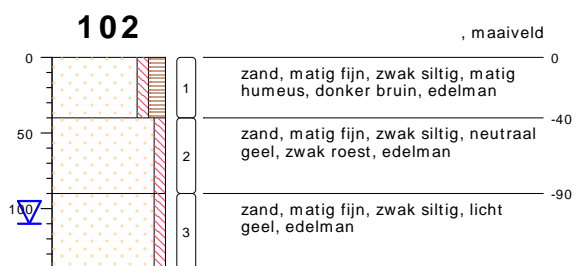 102
, maaiveld
0
0
zand, matig fijn, zwak siltig, matig
humeus, donker bruin, edelman
1
-40
50
zand, matig fijn, zwak siltig, neutraal
geel, zwak roest, edelman
2
-90
100
zand, matig fijn, zwak siltig, licht
geel, edelman
3